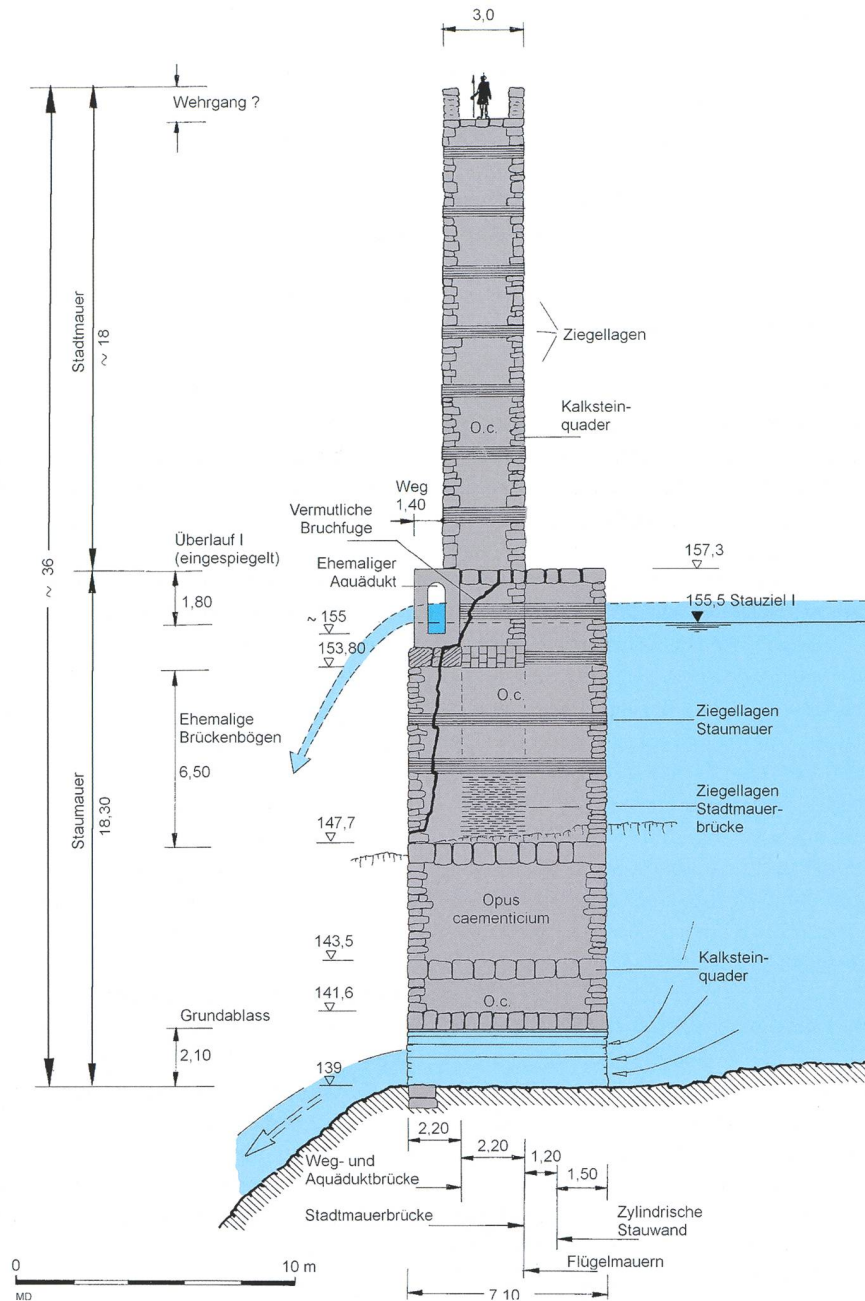 3,0
Wehrgang ?
Stadtmauer
~ 18
~ 36
Ziegellagen
Kalkstein-
quader
O.c.
Weg
1,40
Vermutliche
Bruchfuge
Überlauf I
(eingespiegelt)
Ehemaliger
Aquädukt
157,3
1,80
155,5 Stauziel I
~ 155
153,80
O.c.
Ehemalige
Brückenbögen
6,50
Ziegellagen
Staumauer
Staumauer
18,30
Ziegellagen
Stadtmauer-
brücke
147,7
Opus
caementicium
143,5
Kalkstein-
quader
141,6
O.c.
Grundablass
2,10
139
2,20
2,20
1,20
1,50
Weg- und
Aquäduktbrücke
Stadtmauerbrücke
Zylindrische
Stauwand
Flügelmauern
0
10 m
MD
7,10